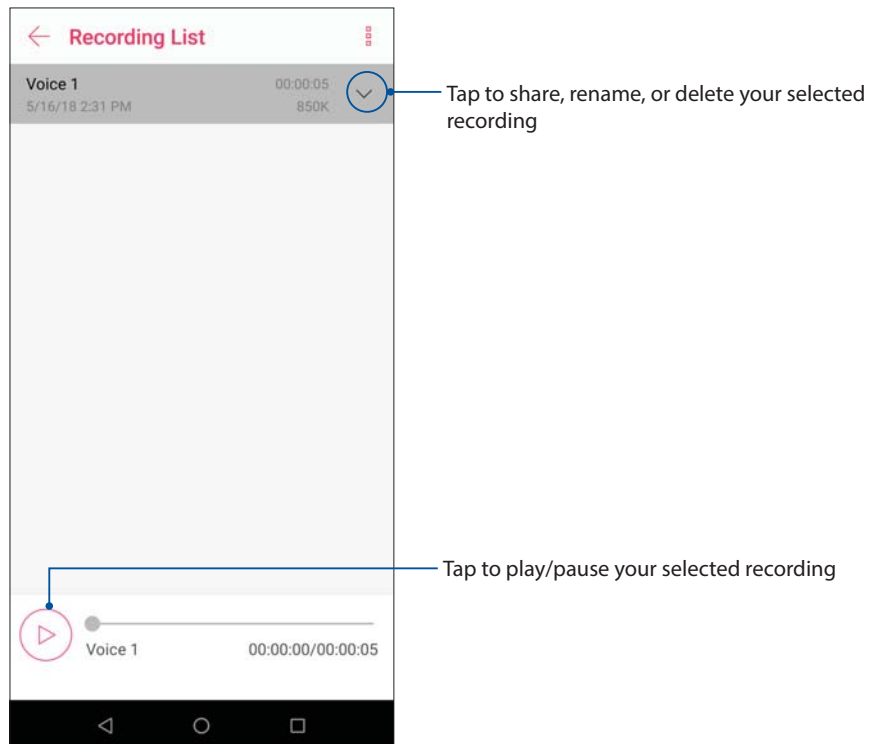 Recording List
Voice 1
00:00:05
5/16/18 2:31 PM
850K
Tap to share, rename, or delete your selected
recording
Tap to play/pause your selected recording
Voice 1
00:00:00/00:00:05